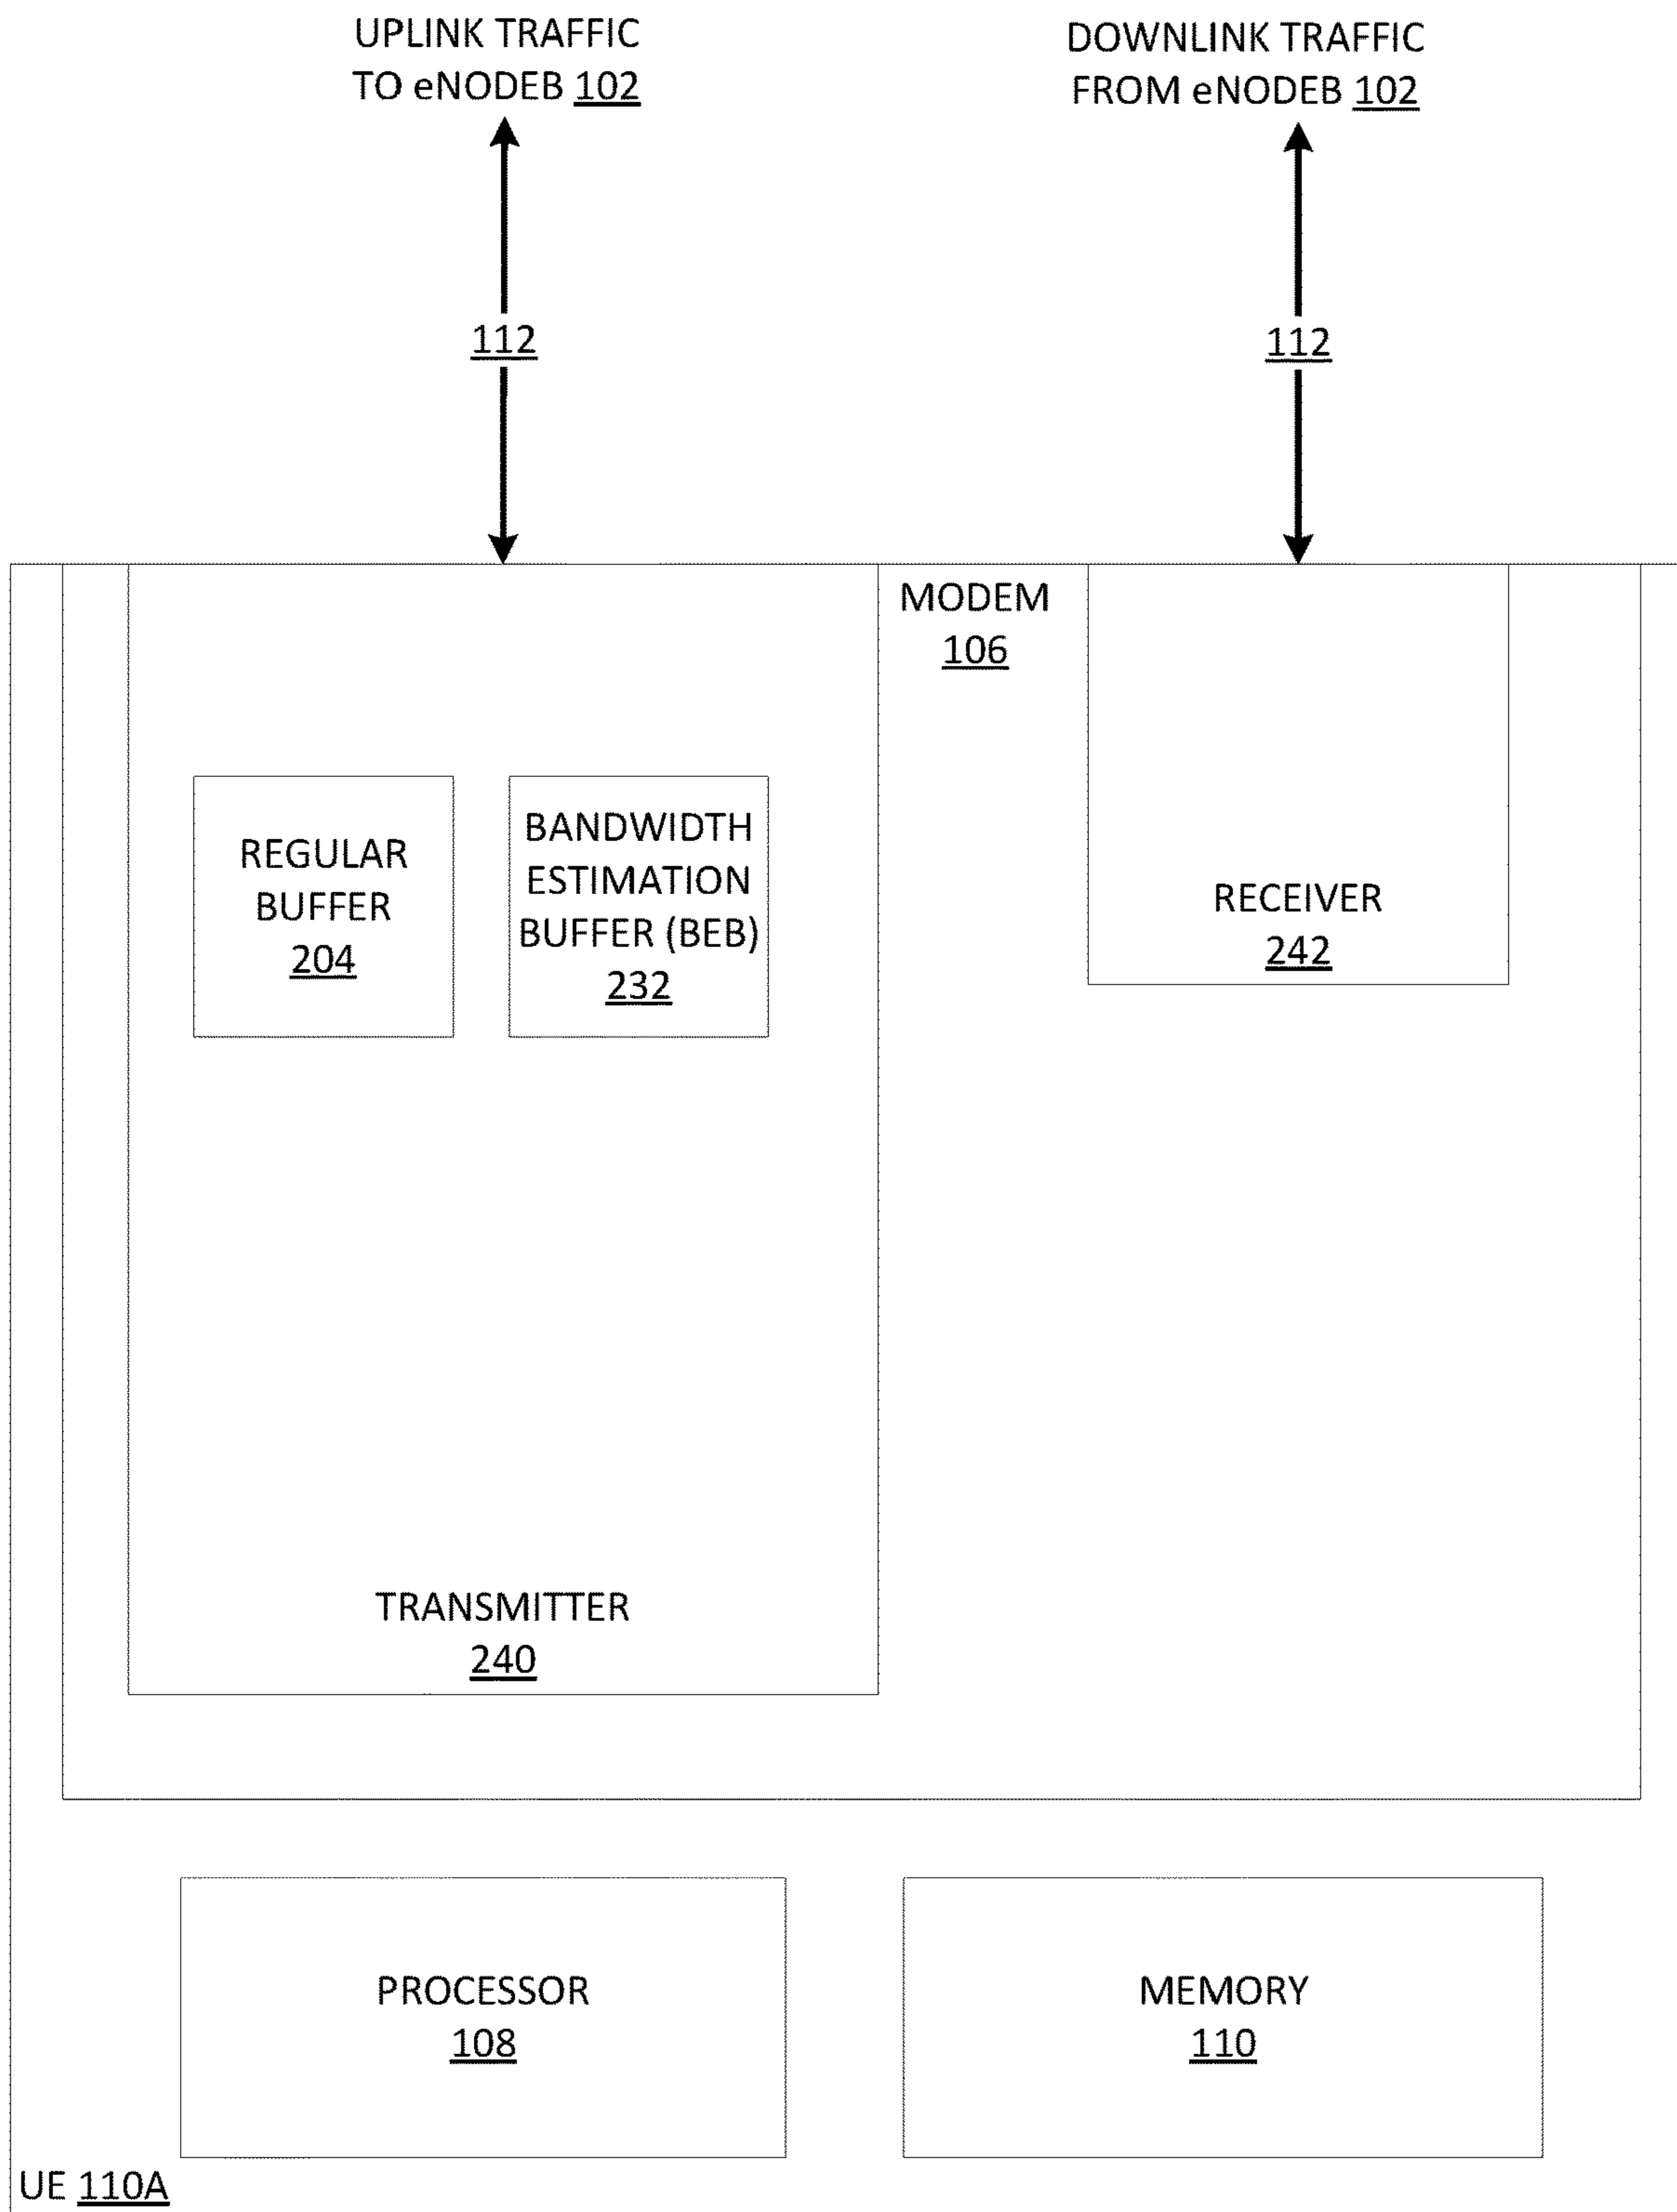 UPLINK TRAFFIC
TO eNODEB 102
DOWNLINK TRAFFIC
FROM eNODEB 102
112
112
MODEM
106
REGULAR
BUFFER
204
BANDWIDTH
ESTIMATION
BUFFER (BEB)
232
RECEIVER
242
TRANSMITTER
240
PROCESSOR
108
MEMORY
110
UE 110A